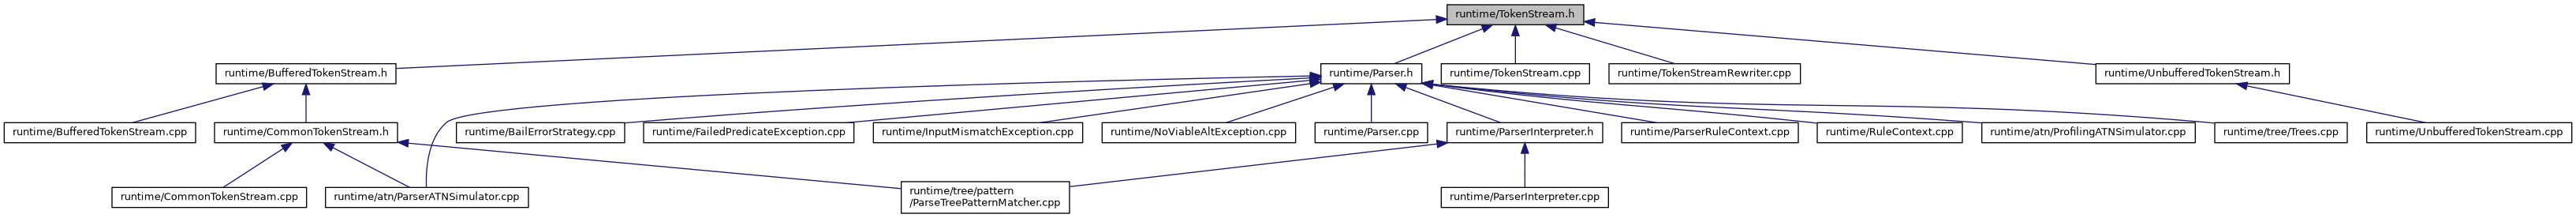 runtime/TokenStream.h
runtime/BufferedTokenStream.h
runtime/Parser.h
runtime/TokenStream.cpp
runtime/TokenStreamRewriter.cpp
runtime/UnbufferedTokenStream.h
runtime/BufferedTokenStream.cpp
runtime/CommonTokenStream.h
runtime/BailErrorStrategy.cpp
runtime/FailedPredicateException.cpp
runtime/InputMismatchException.cpp
runtime/NoViableAltException.cpp
runtime/Parser.cpp
runtime/ParserInterpreter.h
runtime/ParserRuleContext.cpp
runtime/RuleContext.cpp
runtime/atn/ProfilingATNSimulator.cpp
runtime/tree/Trees.cpp
runtime/UnbufferedTokenStream.cpp
runtime/CommonTokenStream.cpp
runtime/atn/ParserATNSimulator.cpp
runtime/tree/pattern
/ParseTreePatternMatcher.cpp
runtime/ParserInterpreter.cpp